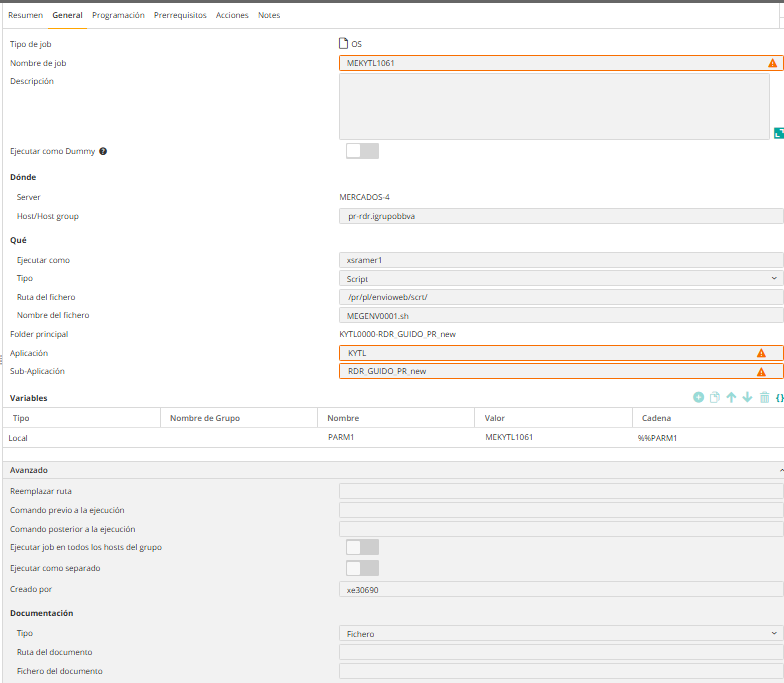 Resumen General Programación Prerrequisitos Acciones Notes
Tipo de job OS
Nombre de job MEKYTL1061
Descripción
Ejecutar como Dummy ?
Dónde
Server MERCADOS-4
Host/Host group pr-rdr.igrupobbva
Qué
Ejecutar como xsramer1
Tipo Script
Ruta del fichero /pr/pl/envioweb/scrt/
Nombre del fichero MEGENV0001.sh
Folder principal KYTL0000-RDR_GUIDO_PR_new
Aplicación KYTL
Sub-Aplicación RDR_GUIDO_PR_new
Variables {}
Tipo Nombre de Grupo Nombre Valor Cadena
Local PARM1 MEKYTL1061 %%PARM1
Avanzado
Reemplazar ruta
Comando previo a la ejecución
Comando posterior a la ejecución
Ejecutar job en todos los hosts del grupo
Ejecutar como separado
Creado por xe30690
Documentación
Tipo Fichero
Ruta del documento
Fichero del documento